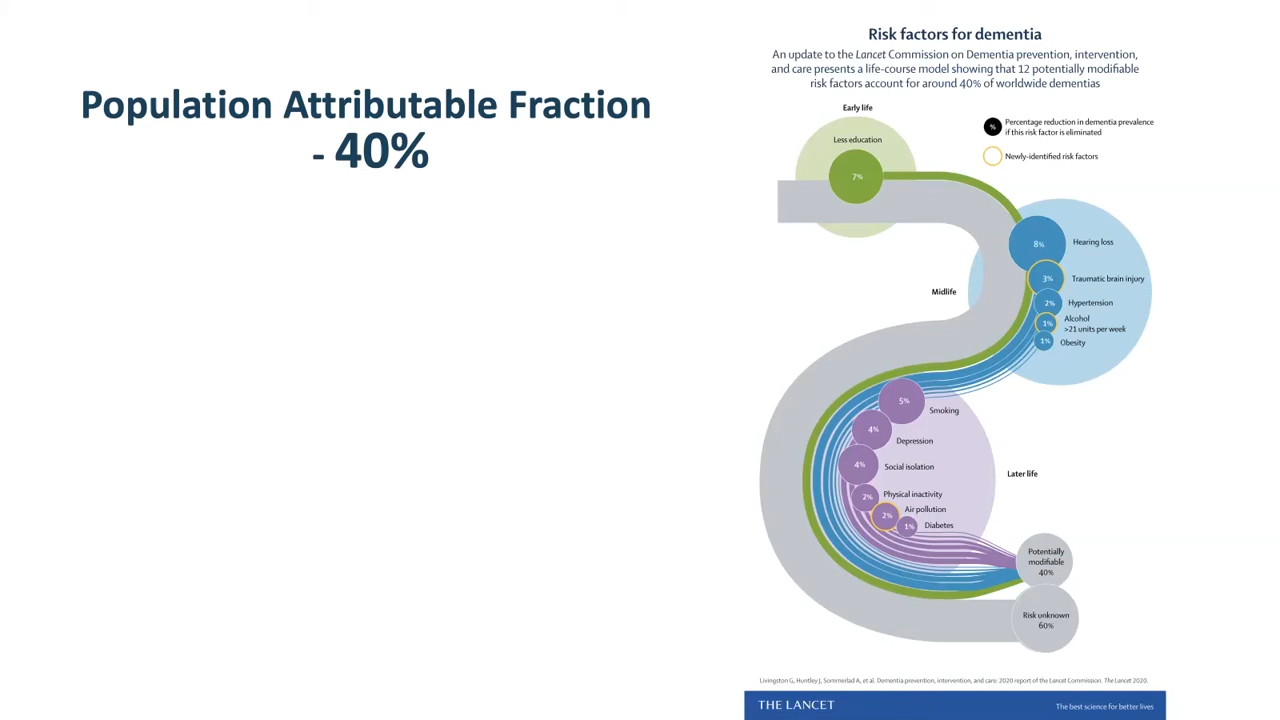 Population Attributable Fraction
- 40%
Risk factors for dementia
An update to the Lancet Commission on Dementia prevention, intervention,
and care presents a life-course model showing that 12 potentially modifiable
risk factors account for around 40% of worldwide dementias
Early life
Less education
7%
% Percentage reduction in dementia prevalence
if this risk factor is eliminated
Newly-identified risk factors
8% Hearing loss
3% Traumatic brain injury
Midlife
2% Hypertension
1% Alcohol
>21 units per week
1% Obesity
5% Smoking
4% Depression
4% Social isolation
Later life
2% Physical inactivity
2% Air pollution
1% Diabetes
Potentially
modifiable
40%
Risk unknown
60%
Livingston G, Huntley J, Sommerlad A, et al. Dementia prevention, intervention, and care: 2020 report of the Lancet Commission. The Lancet 2020.
THE LANCET
The best science for better lives